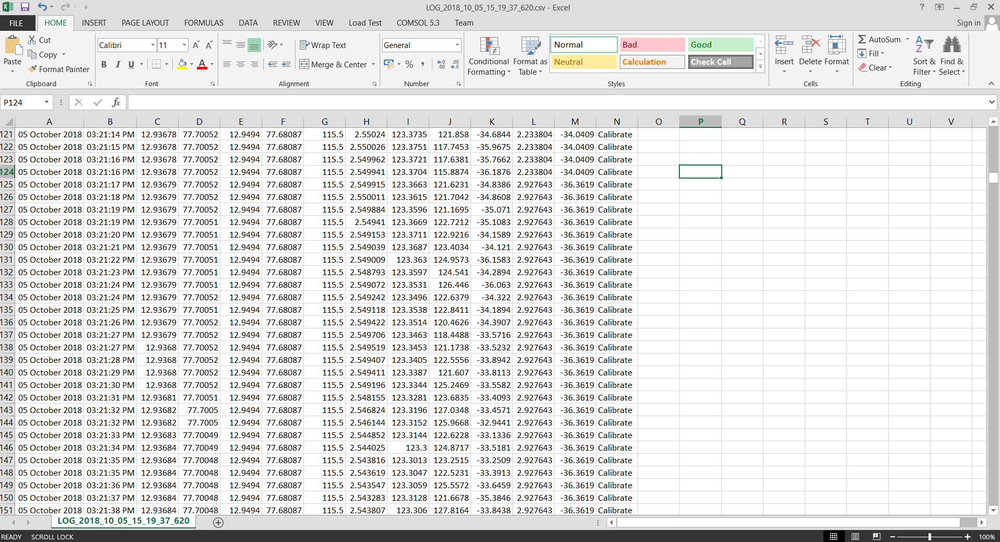 LOG_2018_10_05_15_19_37_620.csv - Excel
?
FILE HOME INSERT PAGE LAYOUT FORMULAS DATA REVIEW VIEW Load Test COMSOL 5.3 Team Sign in
Paste Cut Copy Format Painter Clipboard
Calibri 11 A A B I U A Font
Wrap Text Merge & Center Alignment
General % , .00 .0 Number
Conditional Formatting Format as Table Normal Bad Good Neutral Calculation Check Cell Styles
Insert Delete Format Cells
AutoSum Fill Clear Sort & Filter Find & Select Editing
P124 fx
A B C D E F G H I J K L M N O P Q R S T U V
121 05 October 2018 03:21:14 PM 12.93678 77.70052 12.9494 77.68087 115.5 2.55024 123.3735 121.858 -34.6844 2.233804 -34.0409 Calibrate
122 05 October 2018 03:21:15 PM 12.93678 77.70052 12.9494 77.68087 115.5 2.550026 123.3751 117.7453 -35.9675 2.233804 -34.0409 Calibrate
123 05 October 2018 03:21:16 PM 12.93678 77.70052 12.9494 77.68087 115.5 2.549962 123.3721 117.6381 -35.7662 2.233804 -34.0409 Calibrate
124 05 October 2018 03:21:16 PM 12.93678 77.70052 12.9494 77.68087 115.5 2.549941 123.3704 115.8874 -36.1876 2.233804 -34.0409 Calibrate
125 05 October 2018 03:21:17 PM 12.93679 77.70052 12.9494 77.68087 115.5 2.549915 123.3663 121.6231 -34.8386 2.927643 -36.3619 Calibrate
126 05 October 2018 03:21:18 PM 12.93679 77.70052 12.9494 77.68087 115.5 2.550011 123.3615 121.7042 -34.8608 2.927643 -36.3619 Calibrate
127 05 October 2018 03:21:19 PM 12.93679 77.70052 12.9494 77.68087 115.5 2.549884 123.3596 121.1695 -35.071 2.927643 -36.3619 Calibrate
128 05 October 2018 03:21:19 PM 12.93679 77.70051 12.9494 77.68087 115.5 2.54941 123.3669 122.7212 -35.1083 2.927643 -36.3619 Calibrate
129 05 October 2018 03:21:20 PM 12.93679 77.70051 12.9494 77.68087 115.5 2.549153 123.3711 122.9216 -34.1589 2.927643 -36.3619 Calibrate
130 05 October 2018 03:21:21 PM 12.93679 77.70051 12.9494 77.68087 115.5 2.549039 123.3687 123.4034 -34.121 2.927643 -36.3619 Calibrate
131 05 October 2018 03:21:22 PM 12.93679 77.70051 12.9494 77.68087 115.5 2.549009 123.363 124.9573 -36.1583 2.927643 -36.3619 Calibrate
132 05 October 2018 03:21:23 PM 12.93679 77.70051 12.9494 77.68087 115.5 2.548793 123.3597 124.541 -34.2894 2.927643 -36.3619 Calibrate
133 05 October 2018 03:21:24 PM 12.93679 77.70051 12.9494 77.68087 115.5 2.549072 123.3531 126.446 -36.063 2.927643 -36.3619 Calibrate
134 05 October 2018 03:21:24 PM 12.93679 77.70052 12.9494 77.68087 115.5 2.549242 123.3496 122.6379 -34.322 2.927643 -36.3619 Calibrate
135 05 October 2018 03:21:25 PM 12.93679 77.70052 12.9494 77.68087 115.5 2.549118 123.3538 122.8411 -34.1894 2.927643 -36.3619 Calibrate
136 05 October 2018 03:21:26 PM 12.93679 77.70052 12.9494 77.68087 115.5 2.549422 123.3514 120.4626 -34.3907 2.927643 -36.3619 Calibrate
137 05 October 2018 03:21:27 PM 12.93679 77.70052 12.9494 77.68087 115.5 2.549706 123.3463 118.4488 -33.5716 2.927643 -36.3619 Calibrate
138 05 October 2018 03:21:27 PM 12.9368 77.70052 12.9494 77.68087 115.5 2.549519 123.3453 121.1738 -33.5232 2.927643 -36.3619 Calibrate
139 05 October 2018 03:21:28 PM 12.9368 77.70052 12.9494 77.68087 115.5 2.549407 123.3405 122.5556 -33.8942 2.927643 -36.3619 Calibrate
140 05 October 2018 03:21:29 PM 12.9368 77.70052 12.9494 77.68087 115.5 2.549411 123.3387 121.607 -33.8113 2.927643 -36.3619 Calibrate
141 05 October 2018 03:21:30 PM 12.9368 77.70052 12.9494 77.68087 115.5 2.549196 123.3344 125.2469 -33.5582 2.927643 -36.3619 Calibrate
142 05 October 2018 03:21:31 PM 12.93681 77.70051 12.9494 77.68087 115.5 2.548155 123.3281 123.6835 -33.4093 2.927643 -36.3619 Calibrate
143 05 October 2018 03:21:32 PM 12.93682 77.7005 12.9494 77.68087 115.5 2.546824 123.3196 127.0348 -33.4571 2.927643 -36.3619 Calibrate
144 05 October 2018 03:21:32 PM 12.93682 77.7005 12.9494 77.68087 115.5 2.546144 123.3152 125.9668 -32.9441 2.927643 -36.3619 Calibrate
145 05 October 2018 03:21:33 PM 12.93683 77.70049 12.9494 77.68087 115.5 2.544852 123.3144 122.6228 -33.1336 2.927643 -36.3619 Calibrate
146 05 October 2018 03:21:34 PM 12.93684 77.70049 12.9494 77.68087 115.5 2.544025 123.3 124.8717 -33.5181 2.927643 -36.3619 Calibrate
147 05 October 2018 03:21:35 PM 12.93684 77.70048 12.9494 77.68087 115.5 2.543816 123.3013 123.2515 -33.2509 2.927643 -36.3619 Calibrate
148 05 October 2018 03:21:35 PM 12.93684 77.70048 12.9494 77.68087 115.5 2.543619 123.3047 122.5231 -33.3913 2.927643 -36.3619 Calibrate
149 05 October 2018 03:21:36 PM 12.93684 77.70048 12.9494 77.68087 115.5 2.543547 123.3059 125.5572 -33.6459 2.927643 -36.3619 Calibrate
150 05 October 2018 03:21:37 PM 12.93684 77.70048 12.9494 77.68087 115.5 2.543283 123.3128 121.6678 -35.3846 2.927643 -36.3619 Calibrate
151 05 October 2018 03:21:38 PM 12.93684 77.70048 12.9494 77.68087 115.5 2.543807 123.306 127.8164 -33.8438 2.927643 -36.3619 Calibrate
LOG_2018_10_05_15_19_37_620
READY SCROLL LOCK 100%